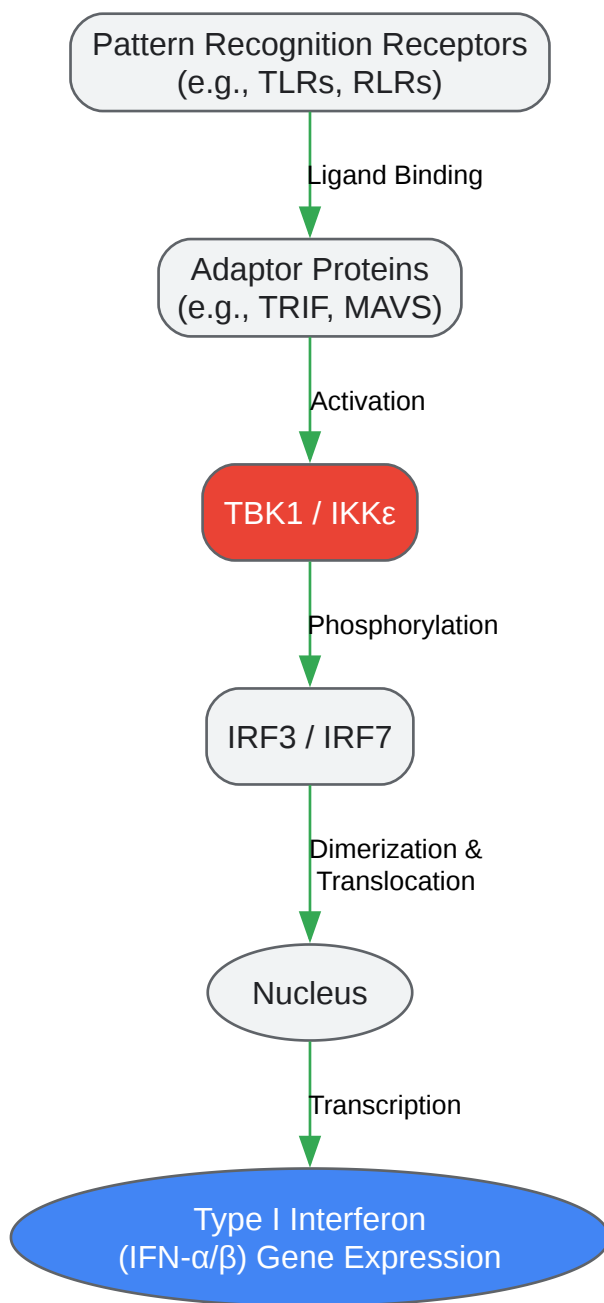 Pattern Recognition Receptors
(e.g., TLRs, RLRs)
Ligand Binding
Adaptor Proteins
(e.g., TRIF, MAVS)
Activation
TBK1 / IKKε
Phosphorylation
IRF3 / IRF7
Dimerization &
Translocation
Nucleus
Transcription
Type I Interferon
(IFN-α/β) Gene Expression